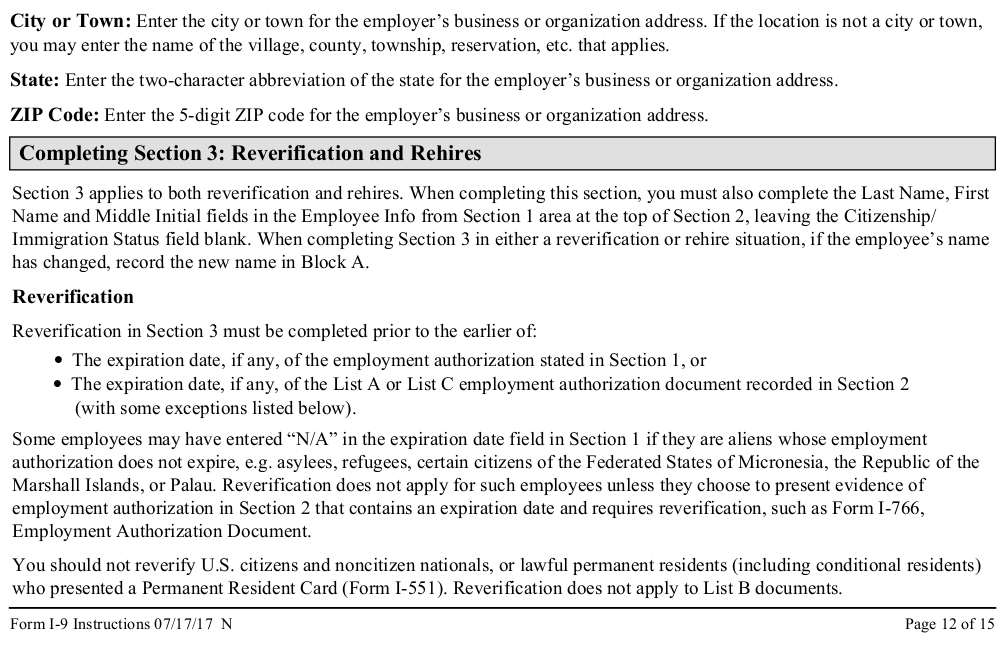 City or Town: Enter the city or town for the employer’s business or organization address. If the location is not a city or town,
you may enter the name of the village, county, township, reservation, etc. that applies.
State: Enter the two-character abbreviation of the state for the employer’s business or organization address.
ZIP Code: Enter the 5-digit ZIP code for the employer’s business or organization address.
Completing Section 3: Reverification and Rehires
Section 3 applies to both reverification and rehires. When completing this section, you must also complete the Last Name, First
Name and Middle Initial fields in the Employee Info from Section 1 area at the top of Section 2, leaving the Citizenship/
Immigration Status field blank. When completing Section 3 in either a reverification or rehire situation, if the employee’s name
has changed, record the new name in Block A.
Reverification
Reverification in Section 3 must be completed prior to the earlier of:
• The expiration date, if any, of the employment authorization stated in Section 1, or
• The expiration date, if any, of the List A or List C employment authorization document recorded in Section 2
(with some exceptions listed below).
Some employees may have entered “N/A” in the expiration date field in Section 1 if they are aliens whose employment
authorization does not expire, e.g. asylees, refugees, certain citizens of the Federated States of Micronesia, the Republic of the
Marshall Islands, or Palau. Reverification does not apply for such employees unless they choose to present evidence of
employment authorization in Section 2 that contains an expiration date and requires reverification, such as Form I-766,
Employment Authorization Document.
You should not reverify U.S. citizens and noncitizen nationals, or lawful permanent residents (including conditional residents)
who presented a Permanent Resident Card (Form I-551). Reverification does not apply to List B documents.
Form I-9 Instructions 07/17/17 N
Page 12 of 15